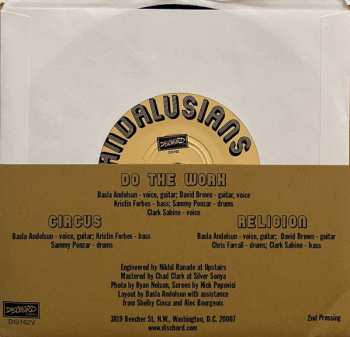 ANDALUSIANS
DISCHORD
DO THE WORK
Basla Andolsun - voice, guitar; David Brown - guitar, voice
Kristin Forbes - bass; Sammy Ponzar - drums
Clark Sabine - voice
CIRCUS
Basla Andolsun - voice, guitar; Kristin Forbes - bass
Sammy Ponzar - drums
RELIGION
Basla Andolsun - voice, guitar; David Brown - guitar
Chris Farrall - drums; Clark Sabine - bass
Engineered by Nikhil Ranade at Upstairs
Mastered by Chad Clark at Silver Sonya
Photo by Ryan Nelson, Screens by Nick Popovici
Layout by Basla Andolsun with assistance
from Shelby Cinca and Alec Bourgeois
DISCHORD
DIS142V
3819 Beecher St. N.W., Washington, D.C. 20007
www.dischord.com
2nd Pressing